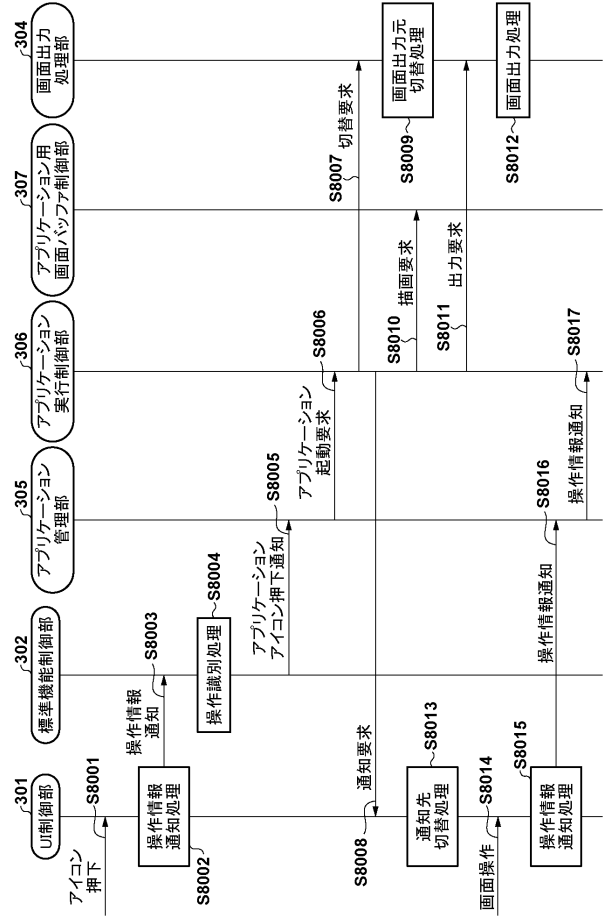 301
UI制御部
302
標準機能制御部
305
アプリケーション
管理部
306
アプリケーション
実行制御部
307
アプリケーション用
画面バッファ制御部
304
画面出力
処理部
アイコン
押下
S8001
操作情報
通知処理
S8002
操作情報
通知
S8003
操作識別処理
S8004
アプリケーション
アイコン押下通知
S8005
アプリケーション
起動要求
S8006
S8007
切替要求
S8008
通知要求
画面出力元
切替処理
S8009
S8010
描画要求
S8011
出力要求
画面出力処理
S8012
通知先
切替処理
S8013
画面操作
S8014
操作情報
通知処理
S8015
操作情報通知
S8016
操作情報通知
S8017